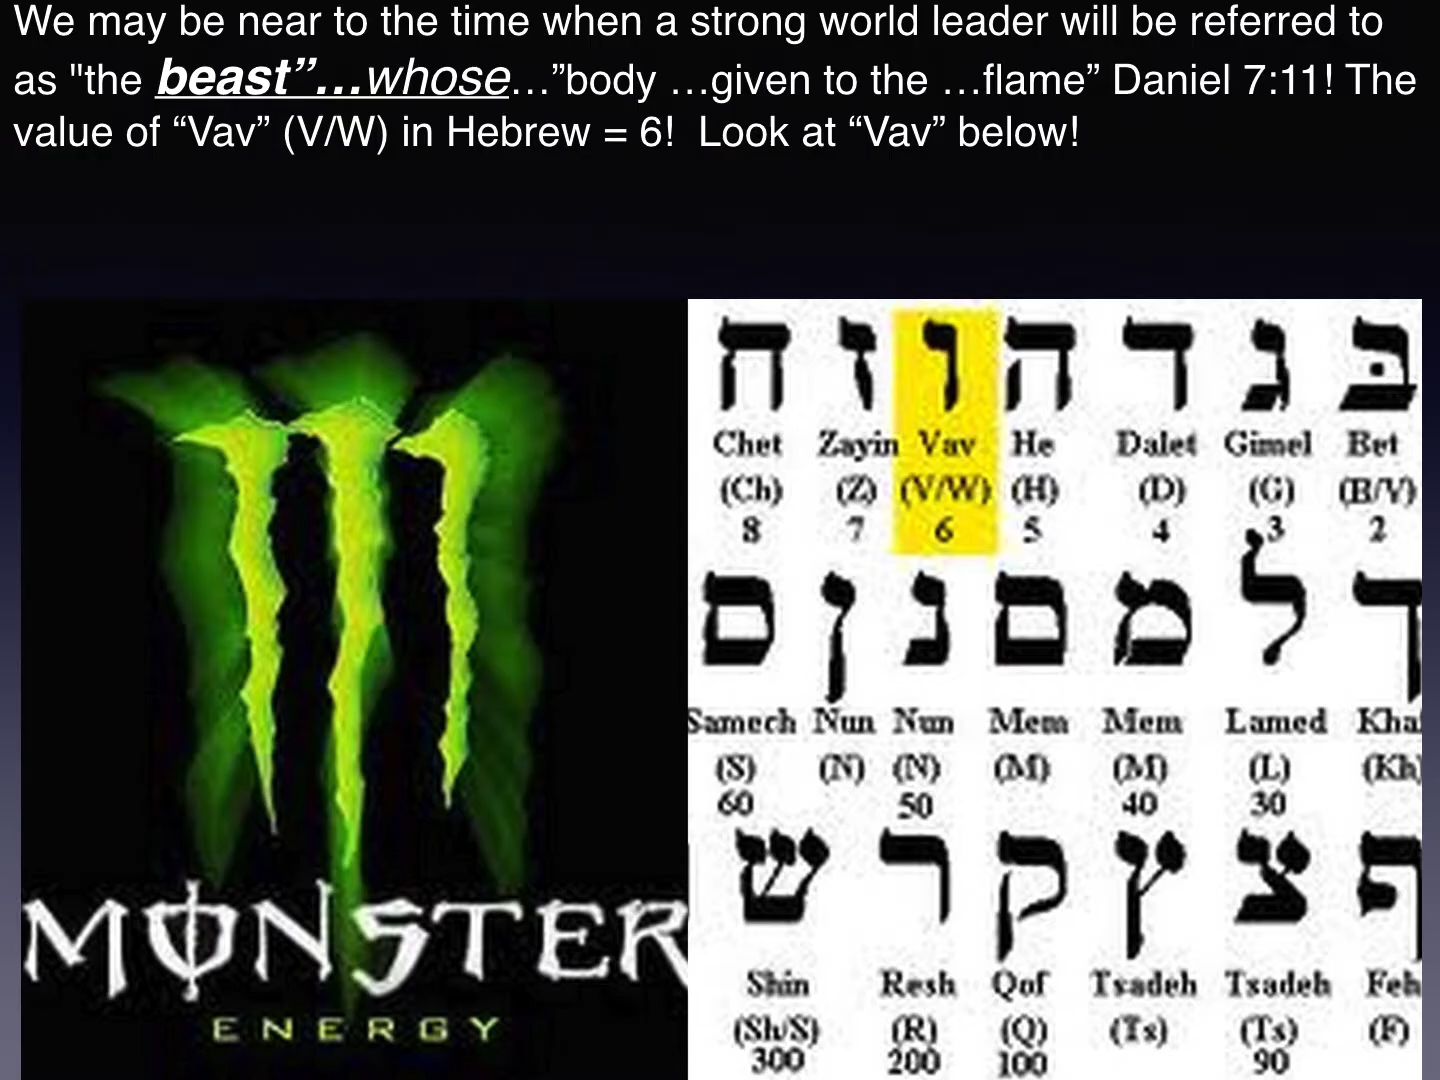 We may be near to the time when a strong world leader will be referred to
as "the beast”…whose…”body …given to the …flame” Daniel 7:11! The
value of “Vav” (V/W) in Hebrew = 6!  Look at “Vav” below!
MONSTER
ENERGY
ח ז ו ה ד ג בּ
Chet Zayin Vav He Dalet Gimel Bet
(Ch) (Z) (V/W) (H) (D) (G) (B/V)
8 7 6 5 4 3 2
ם ן נ ם מ ל ך
Samech Nun Nun Mem Mem Lamed Kha
(S) (N) (N) (M) (M) (L) (Kh)
60 50 40 30
ש ר ק ץ צ ף
Shin Resh Qof Tsadeh Tsadeh Feh
(Sh/S) (R) (Q) (Ts) (Ts) (F)
300 200 100 90